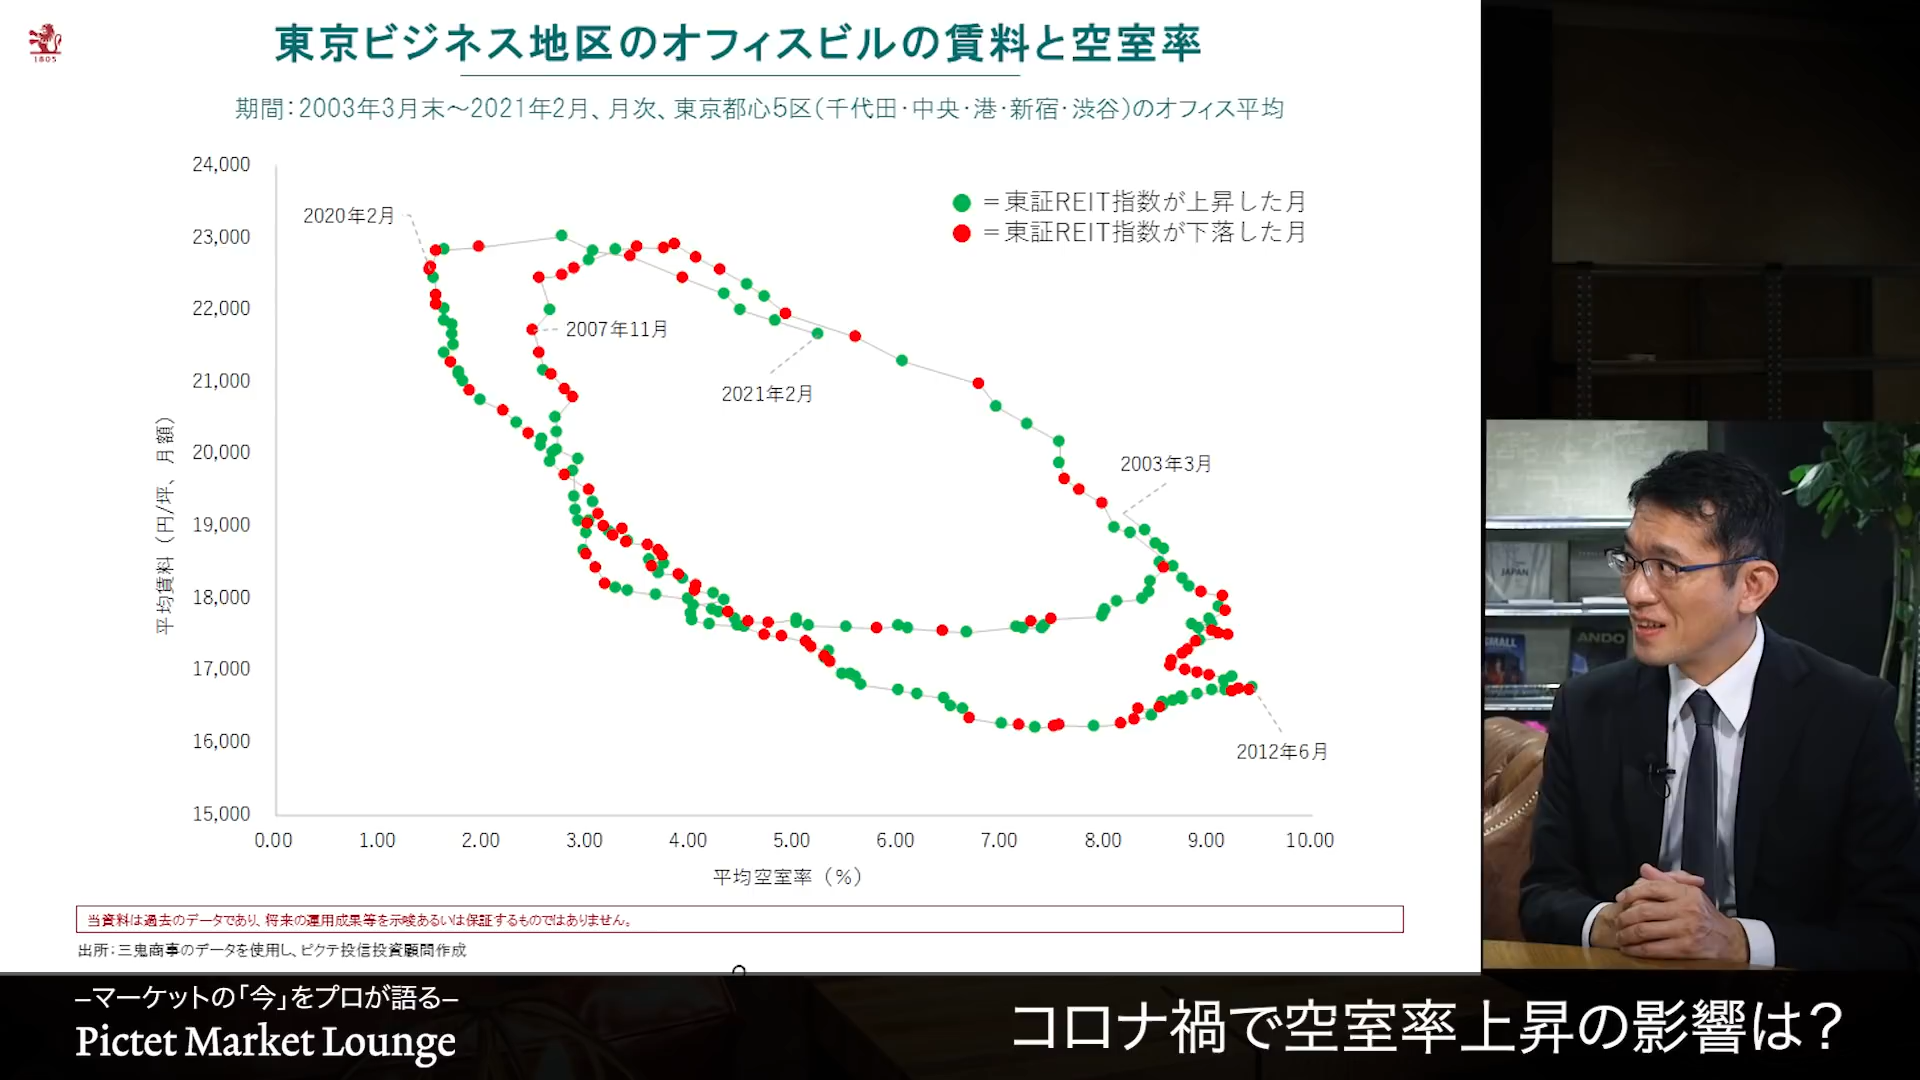 1805
東京ビジネス地区のオフィスビルの賃料と空室率
期間：2003年3月末～2021年2月、月次、東京都心5区（千代田・中央・港・新宿・渋谷）のオフィス平均
24,000
23,000
22,000
21,000
20,000
19,000
18,000
17,000
16,000
15,000
平均賃料（円/坪、月額）
0.00
1.00
2.00
3.00
4.00
5.00
6.00
7.00
8.00
9.00
10.00
平均空室率（％）
＝東証REIT指数が上昇した月
＝東証REIT指数が下落した月
2020年2月
2007年11月
2021年2月
2003年3月
2012年6月
当資料は過去のデータであり、将来の運用成果等を示唆あるいは保証するものではありません。
出所：三鬼商事のデータを使用し、ピクテ投信投資顧問作成
JAPAN
SMALL
ANDO
–マーケットの「今」をプロが語る–
Pictet Market Lounge
コロナ禍で空室率上昇の影響は？